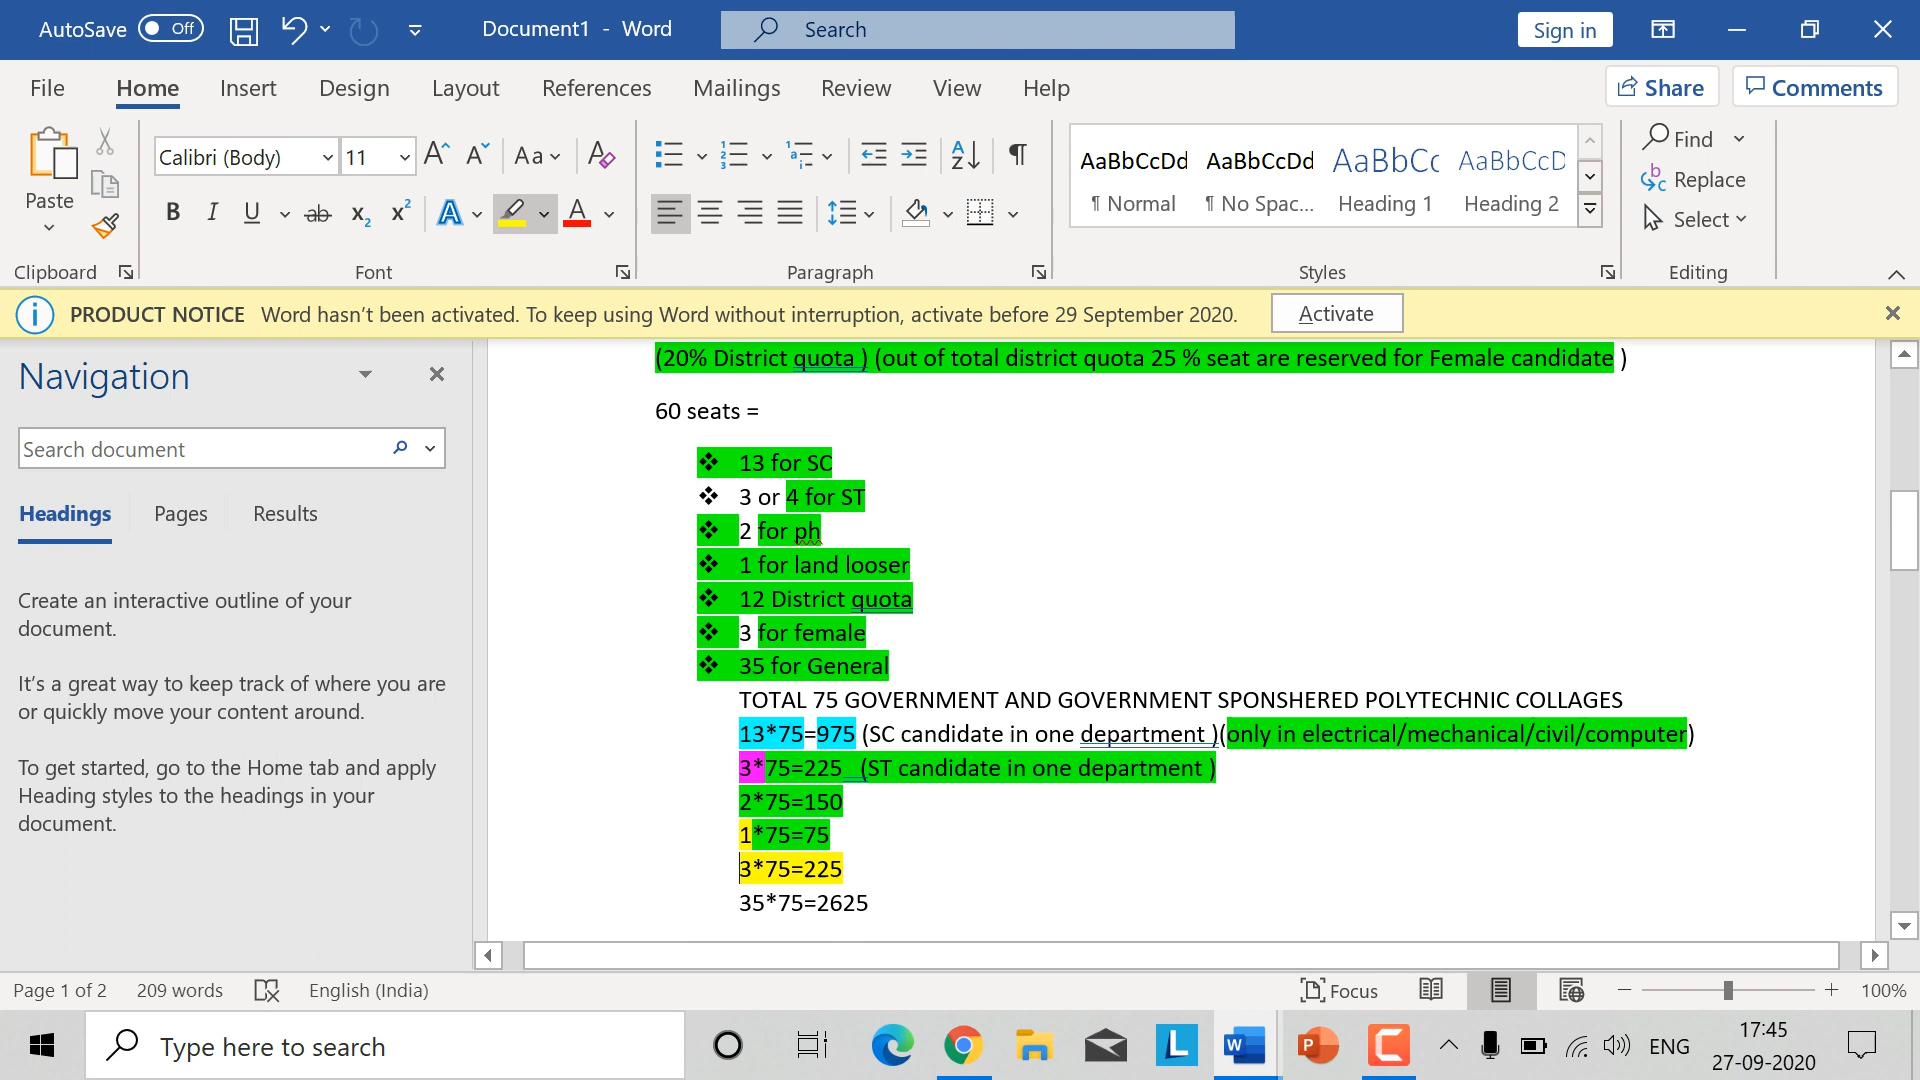 AutoSave Off Document1 - Word Search Sign in
File Home Insert Design Layout References Mailings Review View Help Share Comments
Paste
Calibri (Body) 11
Aa
AaBbCcDd AaBbCcDd AaBbCc AaBbCcD
¶ Normal ¶ No Spac... Heading 1 Heading 2
Find
Replace
Select
Clipboard Font Paragraph Styles Editing
PRODUCT NOTICE Word hasn't been activated. To keep using Word without interruption, activate before 29 September 2020. Activate
Navigation
Search document
Headings Pages Results
Create an interactive outline of your
document.
It's a great way to keep track of where you are
or quickly move your content around.
To get started, go to the Home tab and apply
Heading styles to the headings in your
document.
(20% District quota ) (out of total district quota 25 % seat are reserved for Female candidate )
60 seats =
❖ 13 for SC
❖ 3 or 4 for ST
❖ 2 for ph
❖ 1 for land looser
❖ 12 District quota
❖ 3 for female
❖ 35 for General
TOTAL 75 GOVERNMENT AND GOVERNMENT SPONSHERED POLYTECHNIC COLLAGES
13*75=975 (SC candidate in one department )(only in electrical/mechanical/civil/computer)
3*75=225 (ST candidate in one department )
2*75=150
1*75=75
3*75=225
35*75=2625
Page 1 of 2 209 words English (India) Focus 100%
Type here to search
ENG
17:45
27-09-2020